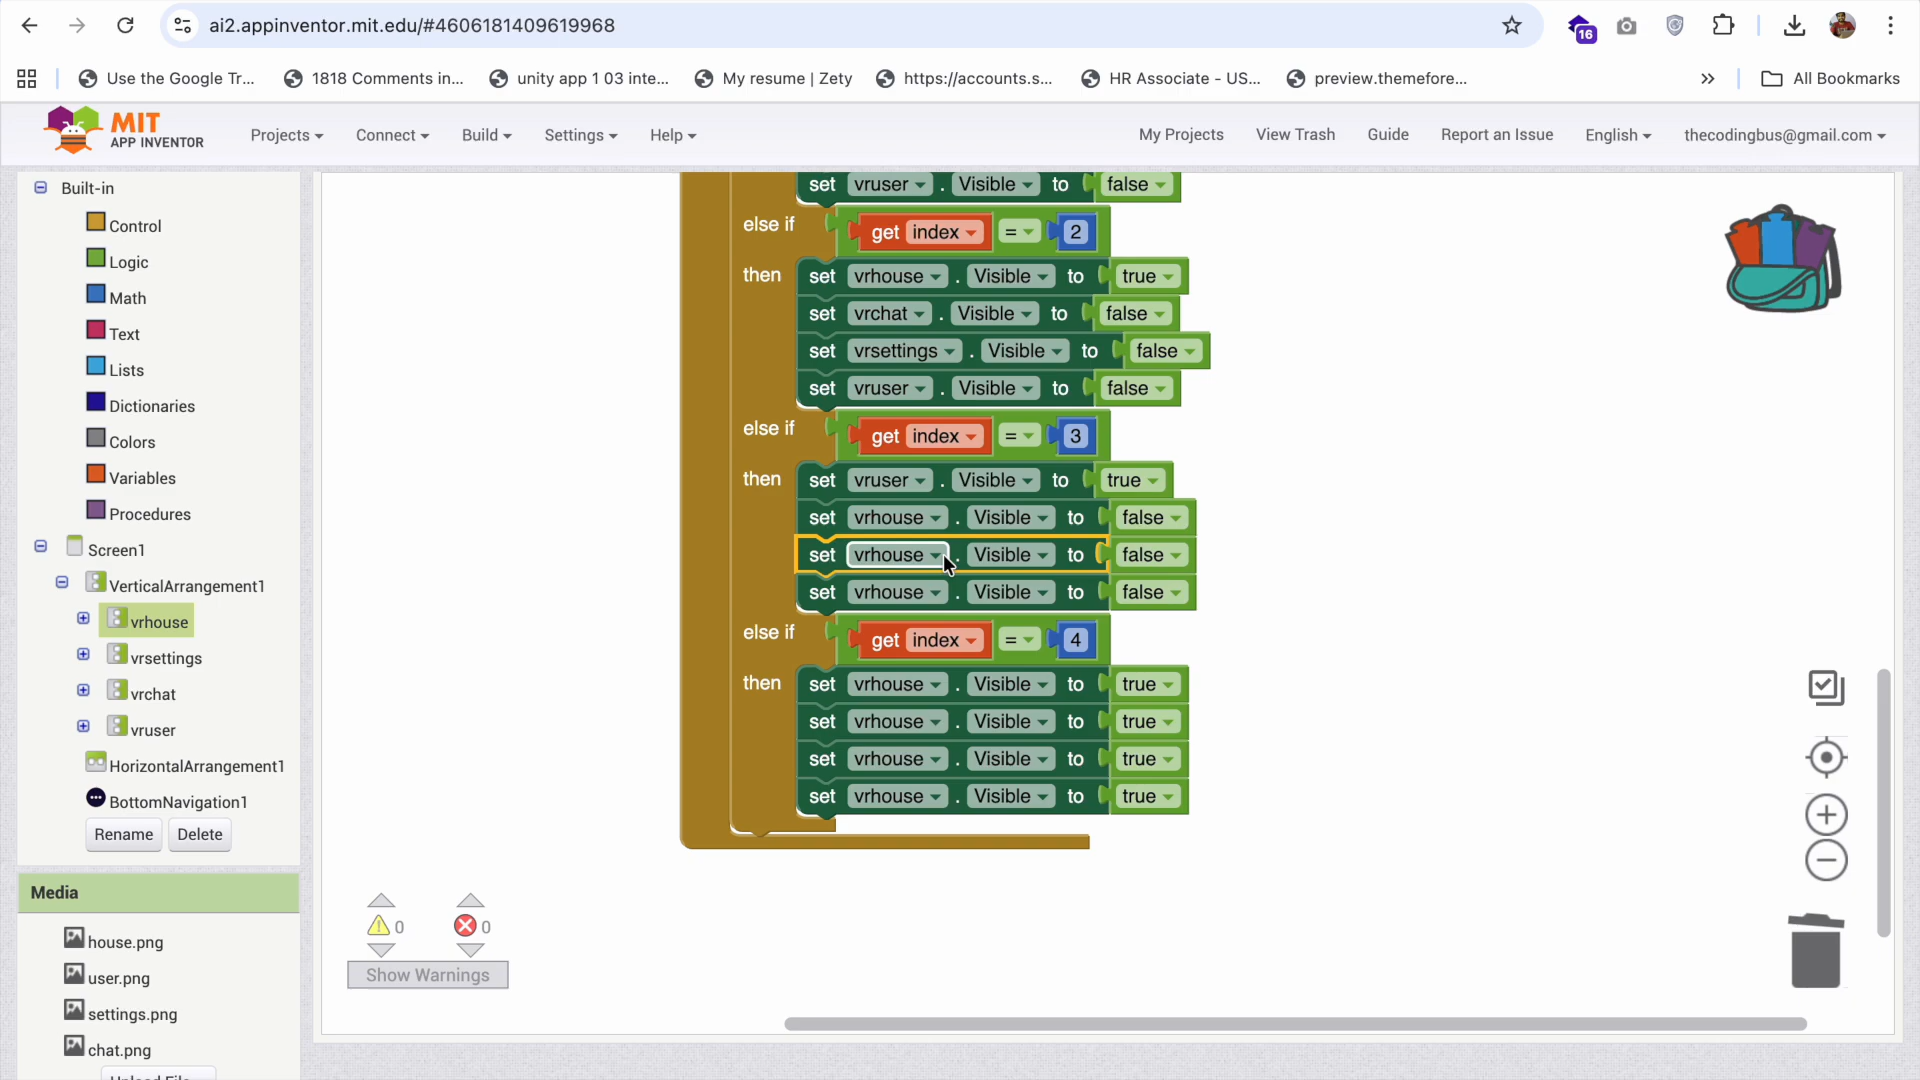 ai2.appinventor.mit.edu/#4606181409619968
16
Use the Google Tr...
1818 Comments in...
unity app 1 03 inte...
My resume | Zety
https://accounts.s...
HR Associate - US...
preview.themefore...
All Bookmarks
MIT
APP INVENTOR
Projects
Connect
Build
Settings
Help
My Projects
View Trash
Guide
Report an Issue
English
thecodingbus@gmail.com
Built-in
Control
Logic
Math
Text
Lists
Dictionaries
Colors
Variables
Procedures
Screen1
VerticalArrangement1
vrhouse
vrsettings
vrchat
vruser
HorizontalArrangement1
BottomNavigation1
Rename
Delete
Media
house.png
user.png
settings.png
chat.png
Upload File
set vruser . Visible to false
else if get index = 2
then set vrhouse . Visible to true
set vrchat . Visible to false
set vrsettings . Visible to false
set vruser . Visible to false
else if get index = 3
then set vruser . Visible to true
set vrhouse . Visible to false
set vrhouse . Visible to false
set vrhouse . Visible to false
else if get index = 4
then set vrhouse . Visible to true
set vrhouse . Visible to true
set vrhouse . Visible to true
set vrhouse . Visible to true
0
0
Show Warnings